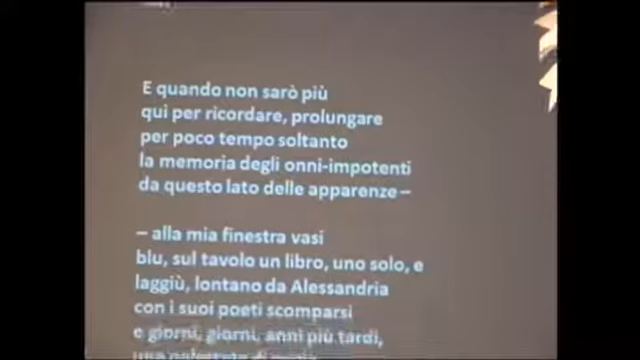 E quando non sarò più
qui per ricordare, prolungare
per poco tempo soltanto
la memoria degli onni-impotenti
da questo lato delle apparenze –
– alla mia finestra vasi
blu, sul tavolo un libro, uno solo, e
laggiù, lontano da Alessandria
con i suoi poeti scomparsi
e giorni, giorni, anni più tardi,
una